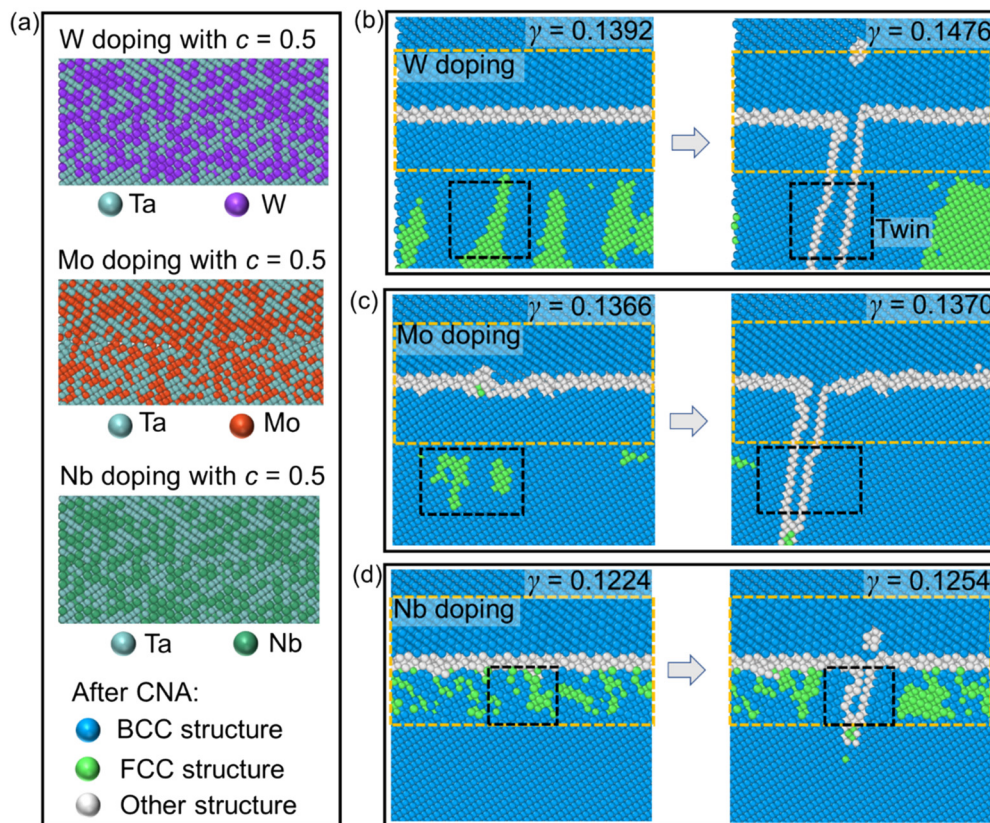 (a)
W doping with c = 0.5
Ta
W
Mo doping with c = 0.5
Ta
Mo
Nb doping with c = 0.5
Ta
Nb
After CNA:
BCC structure
FCC structure
Other structure
(b)
γ = 0.1392
W doping
γ = 0.1476
Twin
(c)
γ = 0.1366
Mo doping
γ = 0.1370
(d)
γ = 0.1224
Nb doping
γ = 0.1254